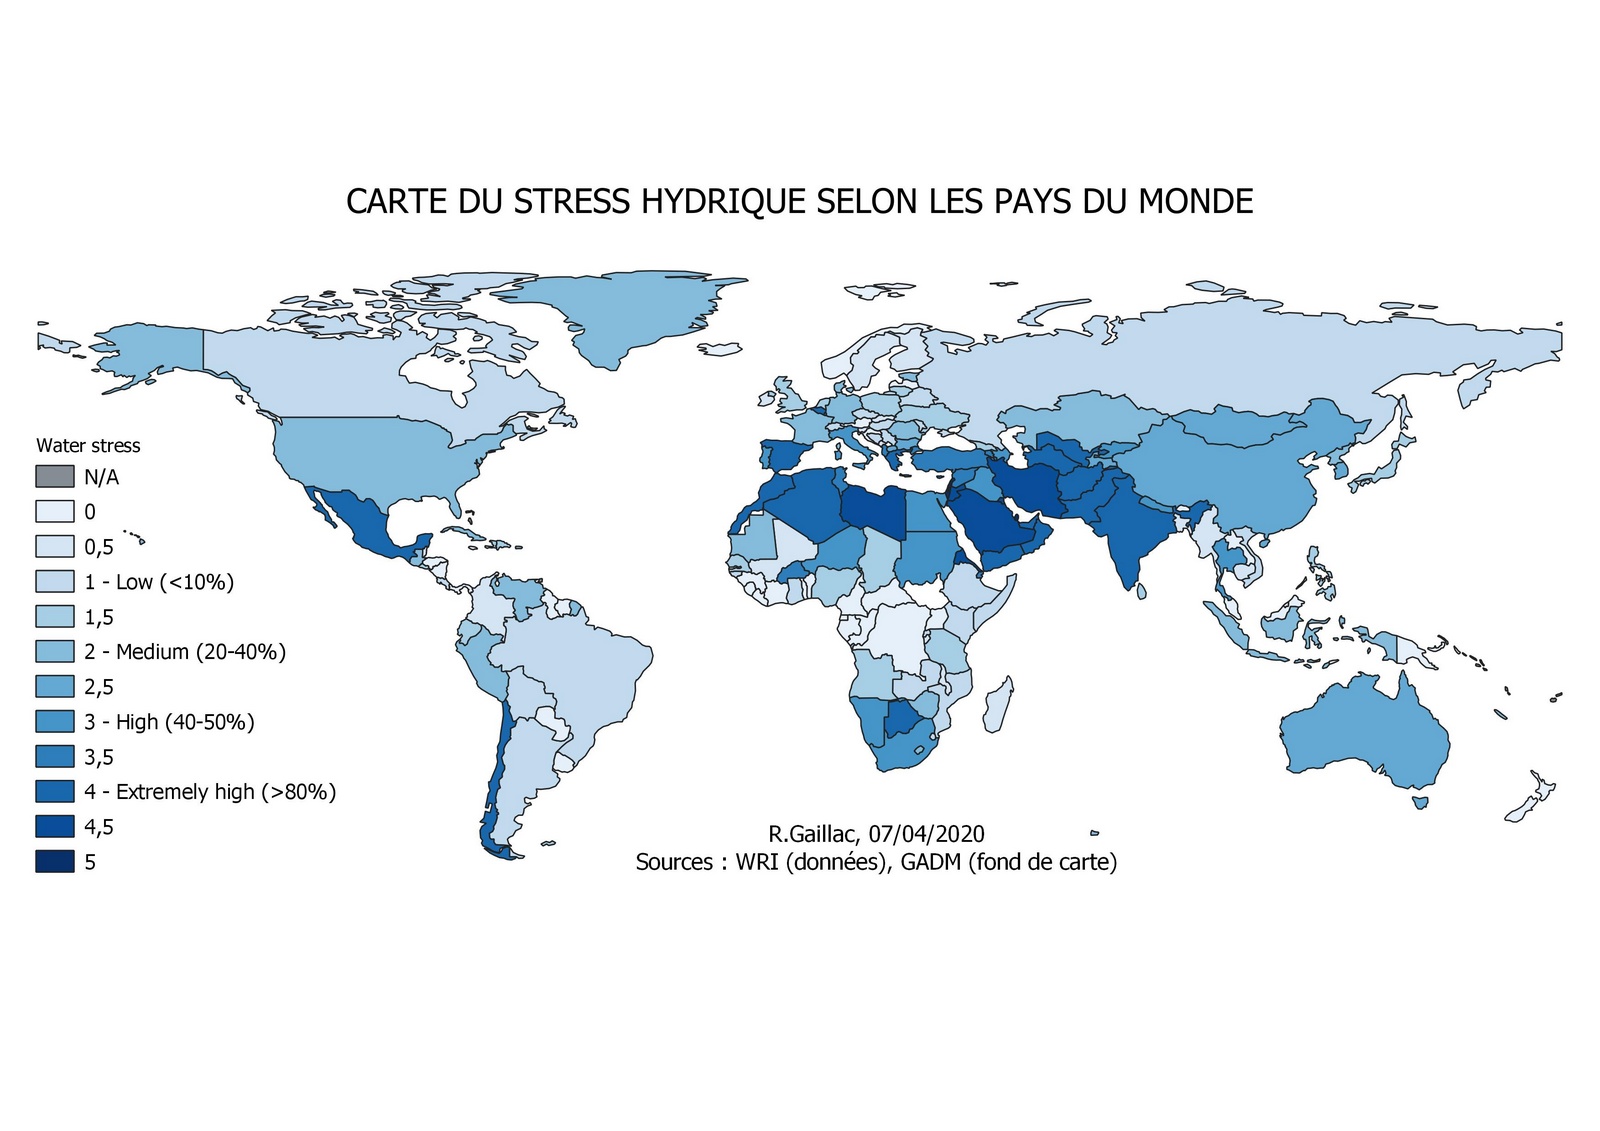 CARTE DU STRESS HYDRIQUE SELON LES PAYS DU MONDE
Water stress
N/A
0
0,5
1 - Low (<10%)
1,5
2 - Medium (20-40%)
2,5
3 - High (40-50%)
3,5
4 - Extremely high (>80%)
4,5
5
R.Gaillac, 07/04/2020
Sources : WRI (données), GADM (fond de carte)